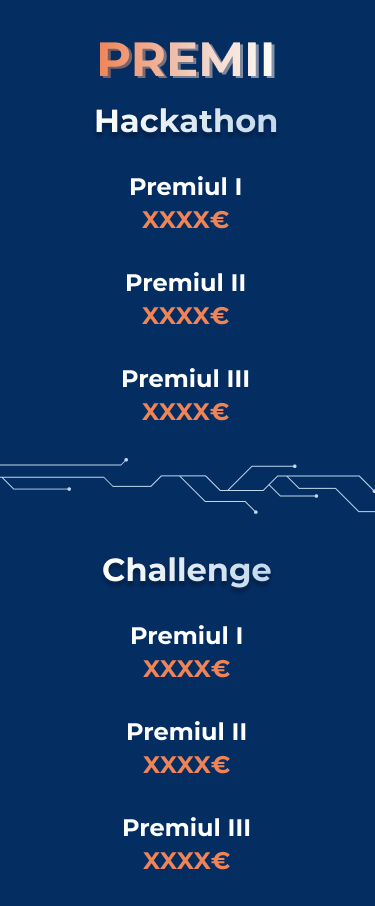 PREMII
Hackathon
Premiul I
XXXX€
Premiul II
XXXX€
Premiul III
XXXX€
Challenge
Premiul I
XXXX€
Premiul II
XXXX€
Premiul III
XXXX€